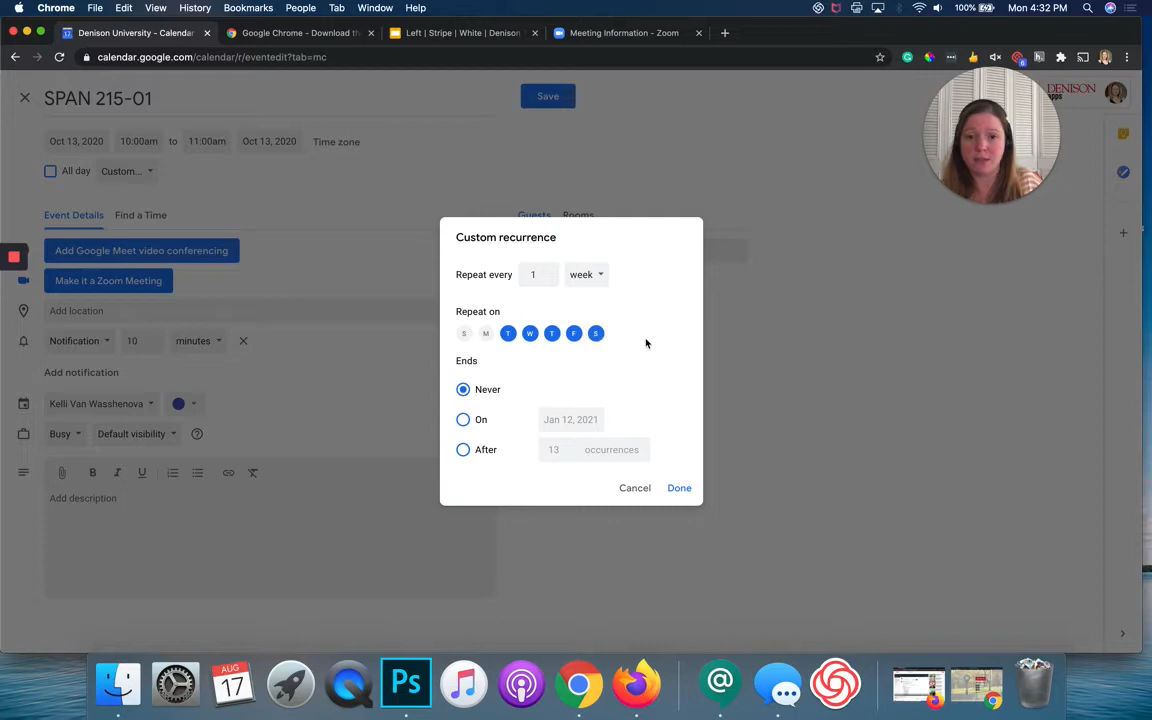 Chrome File Edit View History Bookmarks People Tab Window Help 100% Mon 4:32 PM
Denison University - Calendar Google Chrome - Download th Left | Stripe | White | Denison Meeting Information - Zoom
calendar.google.com/calendar/r/eventedit?tab=mc
SPAN 215-01 Save DENISON
apps
Oct 13, 2020 10:00am to 11:00am Oct 13, 2020 Time zone
All day Custom...
Event Details Find a Time Guests Rooms
Add Google Meet video conferencing
Make it a Zoom Meeting
Add location
Notification 10 minutes
Add notification
Kelli Van Wasshenova
Busy Default visibility
B I U
Add description
Custom recurrence
Repeat every 1 week
Repeat on
S M T W T F S
Ends
Never
On Jan 12, 2021
After 13 occurrences
Cancel Done
AUG
17
Ps